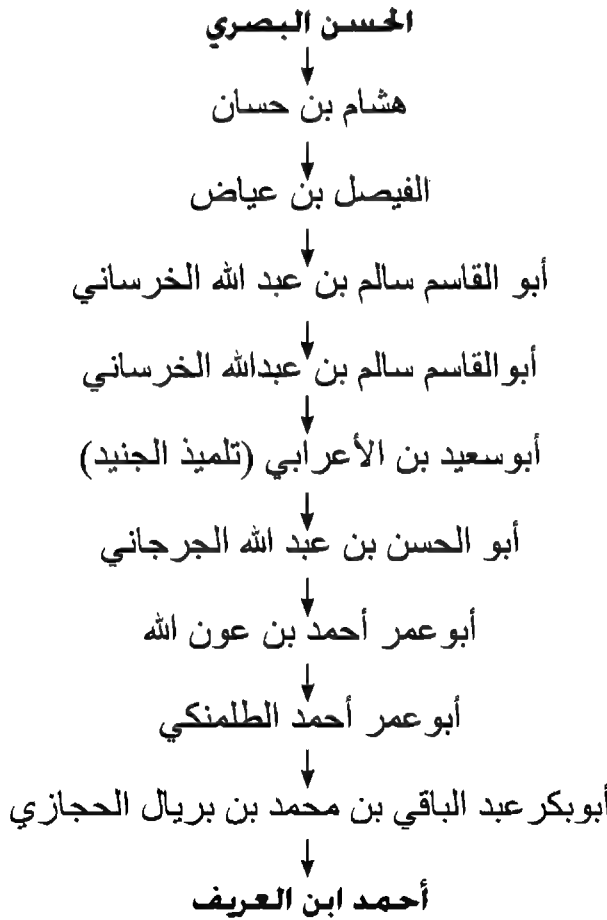 الحسن البصري
هشام بن حسان
الفيصل بن عياض
أبو القاسم سالم بن عبد الله الخرساني
أبوالقاسم سالم بن عبدالله الخرساني
أبوسعيد بن الأعرابي (تلميذ الجنيد)
أبو الحسن بن عبد الله الجرجاني
أبوعمر أحمد بن عون الله
أبوعمر أحمد الطلمنكي
أبوبكر عبد الباقي بن محمد بن بريال الحجازي
أحمد ابن العريف